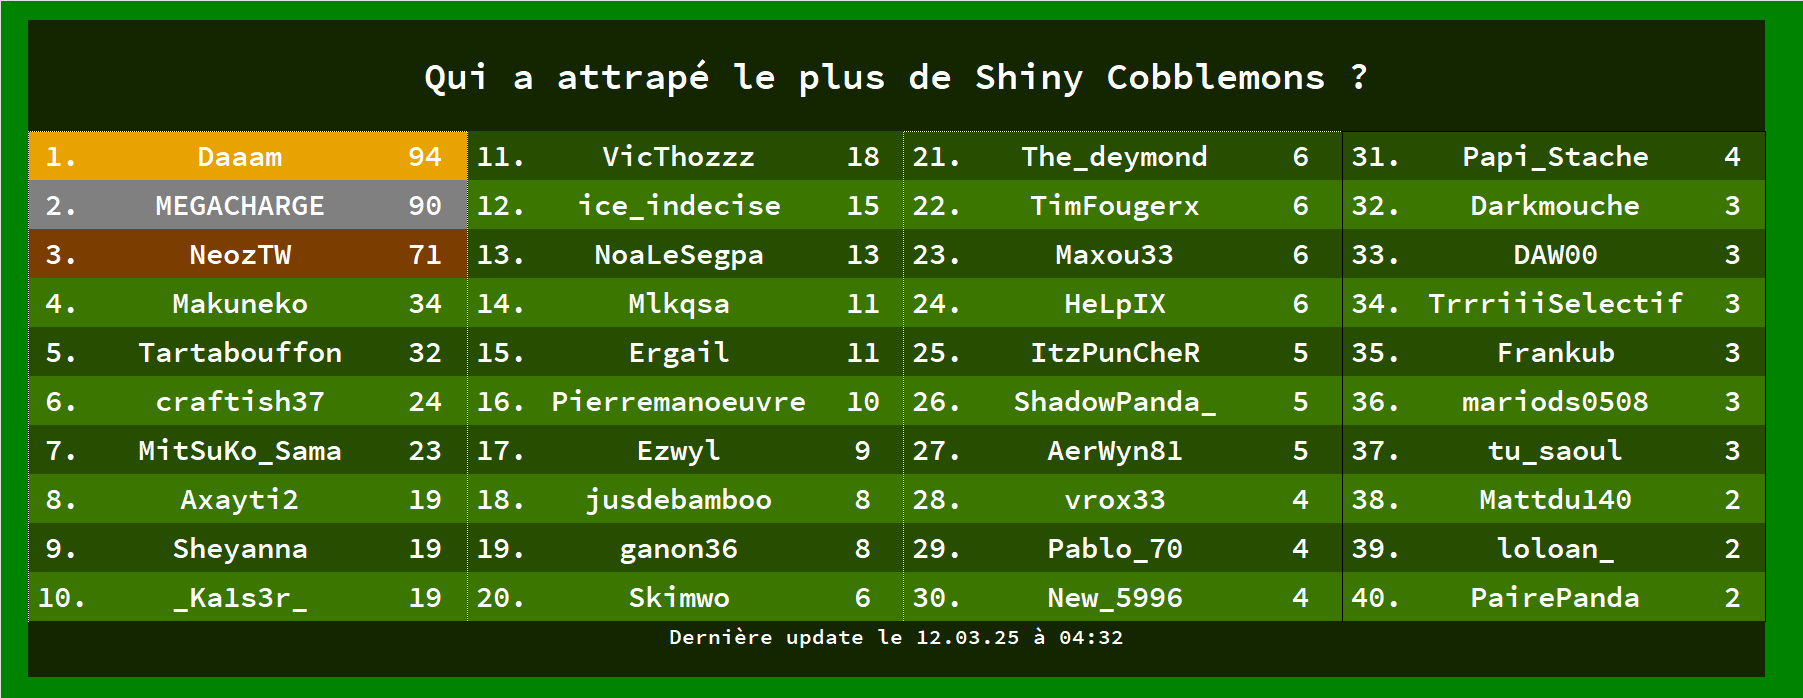 Qui a attrapé le plus de Shiny Cobblemons ?
1. Daaam 94
2. MEGACHARGE 90
3. NeozTW 71
4. Makuneko 34
5. Tartabouffon 32
6. craftish37 24
7. MitSuKo_Sama 23
8. Axayti2 19
9. Sheyanna 19
10. _Ka1s3r_ 19
11. VicThozzz 18
12. ice_indecise 15
13. NoaLeSegpa 13
14. Mlkqsa 11
15. Ergail 11
16. Pierremanoeuvre 10
17. Ezwyl 9
18. jusdebamboo 8
19. ganon36 8
20. Skimwo 6
21. The_deymond 6
22. TimFougerx 6
23. Maxou33 6
24. HeLpIX 6
25. ItzPunCheR 5
26. ShadowPanda_ 5
27. AerWyn81 5
28. vrox33 4
29. Pablo_70 4
30. New_5996 4
31. Papi_Stache 4
32. Darkmouche 3
33. DAW00 3
34. TrrriiiSelectif 3
35. Frankub 3
36. mariods0508 3
37. tu_saoul 3
38. Mattdu140 2
39. loloan_ 2
40. PairePanda 2
Dernière update le 12.03.25 à 04:32